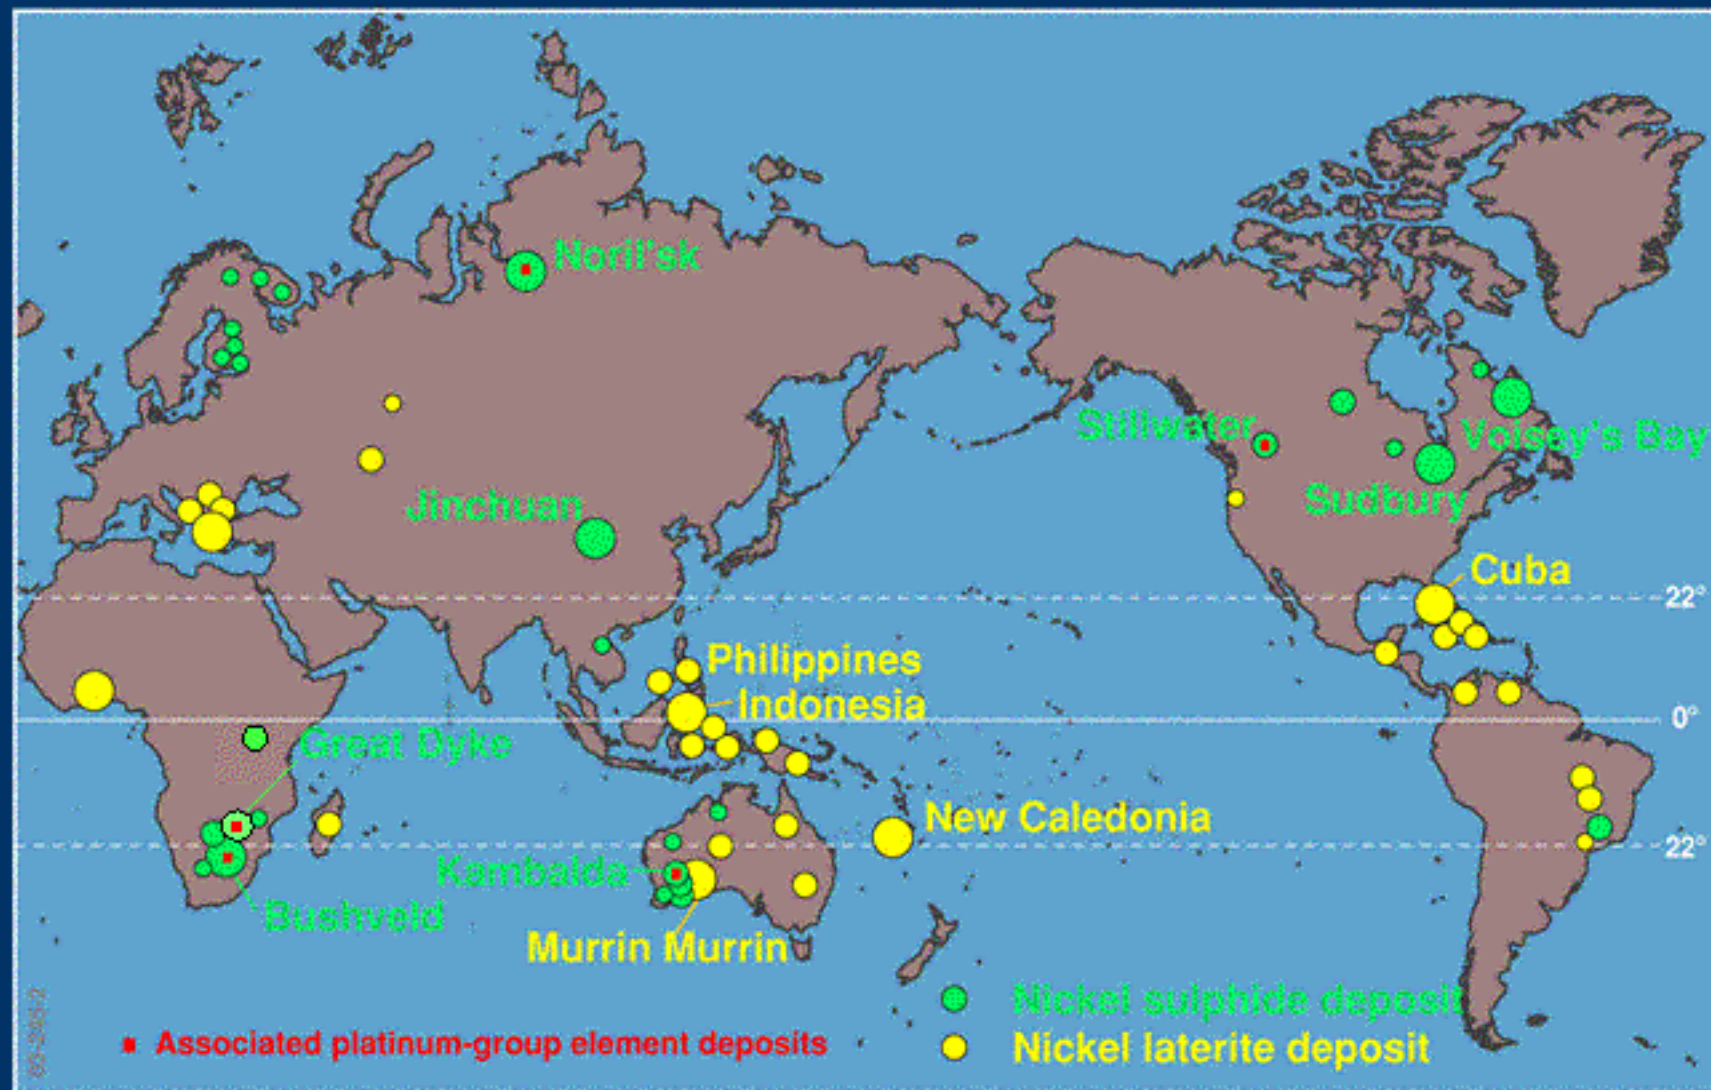 Noril'sk
Stillwater
Voisey's Bay
Jinchuan
Sudbury
Cuba
22°
Philippines
Indonesia
0°
Great Dyke
New Caledonia
22°
Kambalda
Bushveld
Murrin Murrin
Nickel sulphide deposit
Associated platinum-group element deposits
Nickel laterite deposit